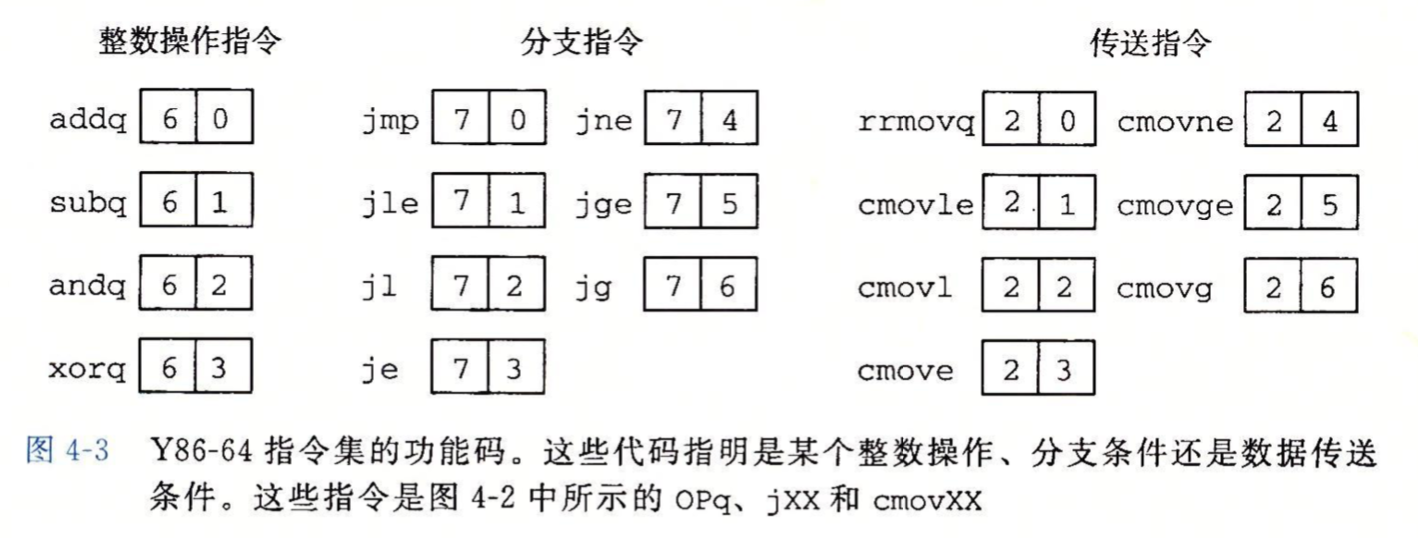 整数操作指令 分支指令 传送指令
addq 6 0 jmp 7 0 jne 7 4 rrmovq 2 0 cmovne 2 4
subq 6 1 jle 7 1 jge 7 5 cmovle 2 1 cmovge 2 5
andq 6 2 jl 7 2 jg 7 6 cmovl 2 2 cmovg 2 6
xorq 6 3 je 7 3 cmove 2 3
图 4-3 Y86-64 指令集的功能码。这些代码指明是某个整数操作、分支条件还是数据传送
条件。这些指令是图 4-2 中所示的 OPq、jXX 和 cmovXX